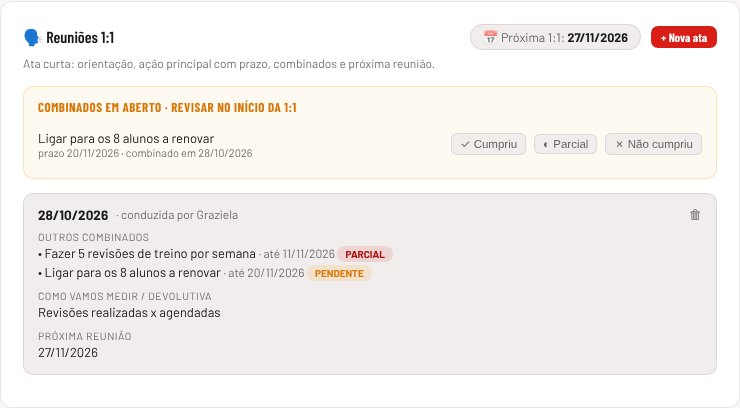 Reuniões 1:1
Próxima 1:1: 27/11/2026
+ Nova ata
Ata curta: orientação, ação principal com prazo, combinados e próxima reunião.
COMBINADOS EM ABERTO · REVISAR NO INÍCIO DA 1:1
Ligar para os 8 alunos a renovar
prazo 20/11/2026 · combinado em 28/10/2026
✓ Cumpriu
◖ Parcial
✕ Não cumpriu
28/10/2026 · conduzida por Graziela
OUTROS COMBINADOS
• Fazer 5 revisões de treino por semana · até 11/11/2026 PARCIAL
• Ligar para os 8 alunos a renovar · até 20/11/2026 PENDENTE
COMO VAMOS MEDIR / DEVOLUTIVA
Revisões realizadas x agendadas
PRÓXIMA REUNIÃO
27/11/2026